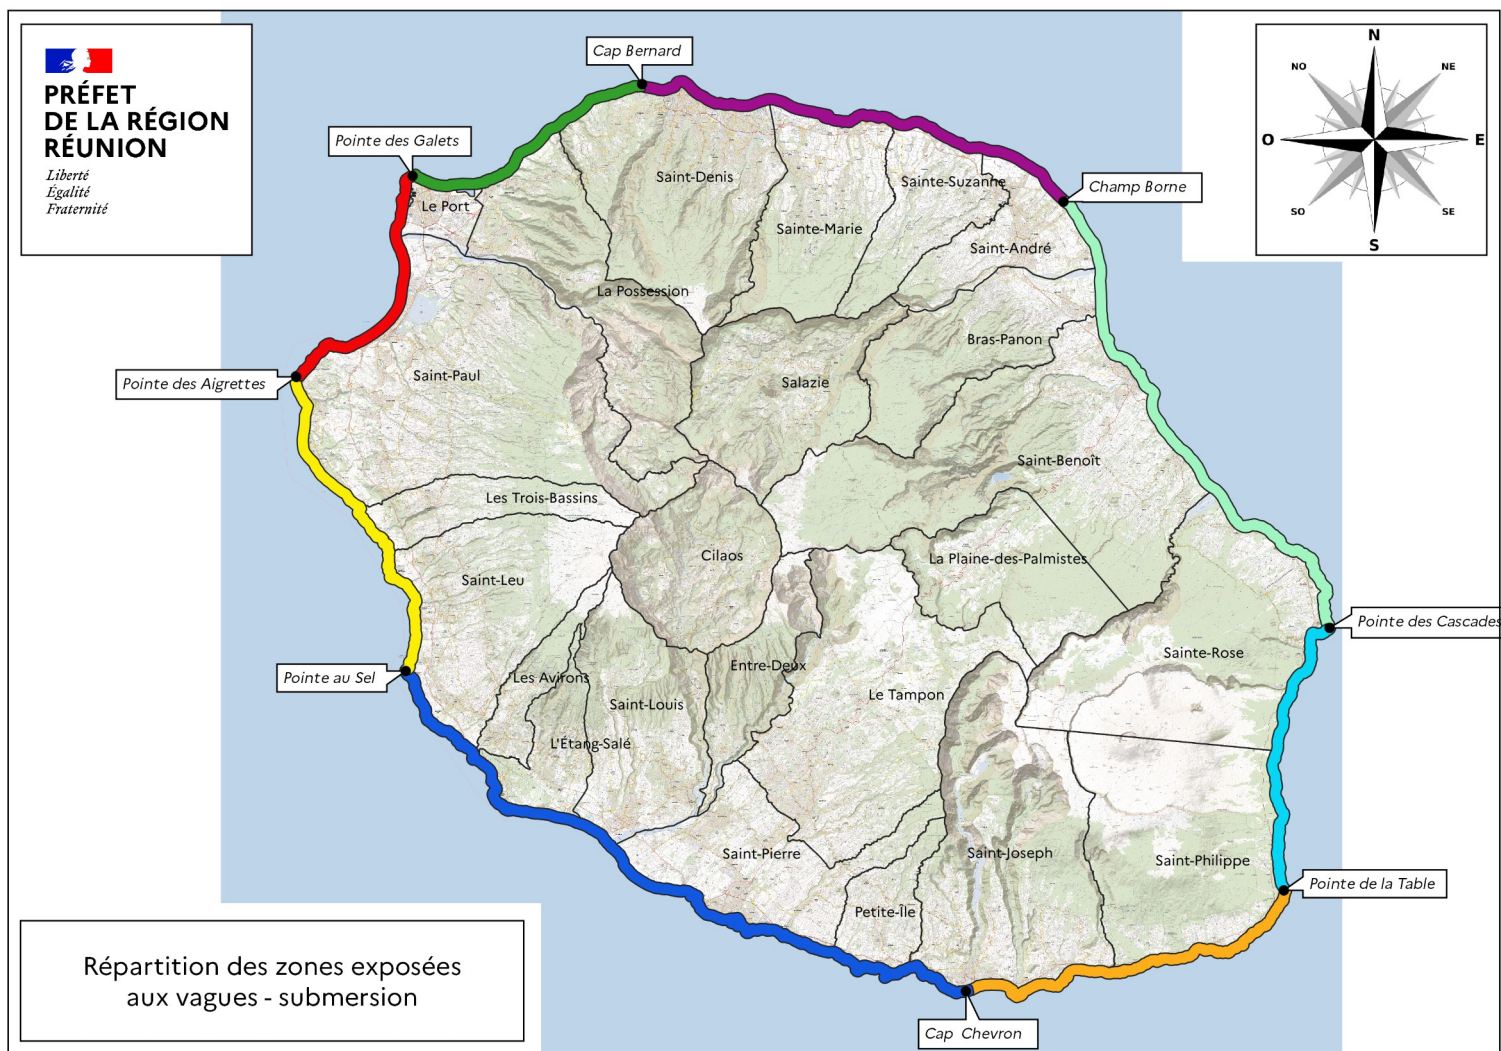 PRÉFET
DE LA RÉGION
RÉUNION
Liberté
Égalité
Fraternité
N
NO
NE
O
E
SO
SE
S
Cap Bernard
Pointe des Galets
Champ Borne
Saint-Denis
Sainte-Suzanne
Le Port
Sainte-Marie
Saint-André
La Possession
Bras-Panon
Pointe des Aigrettes
Saint-Paul
Salazie
Saint-Benoît
Les Trois-Bassins
Cilaos
La Plaine-des-Palmistes
Saint-Leu
Pointe des Cascades
Sainte-Rose
Pointe au Sel
Les Avirons
Entre-Deux
Le Tampon
Saint-Louis
L'Étang-Salé
Saint-Pierre
Saint-Joseph
Saint-Philippe
Pointe de la Table
Petite-Île
Cap Chevron
Répartition des zones exposées
aux vagues - submersion